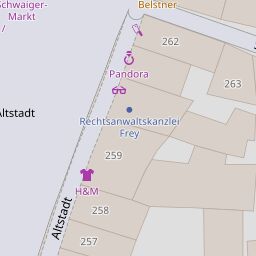 Schwaiger-
Markt
Belstner
262
Pandora
263
Altstadt
Rechtsanwaltskanzlei
Frey
259
H&M
258
Altstadt
257